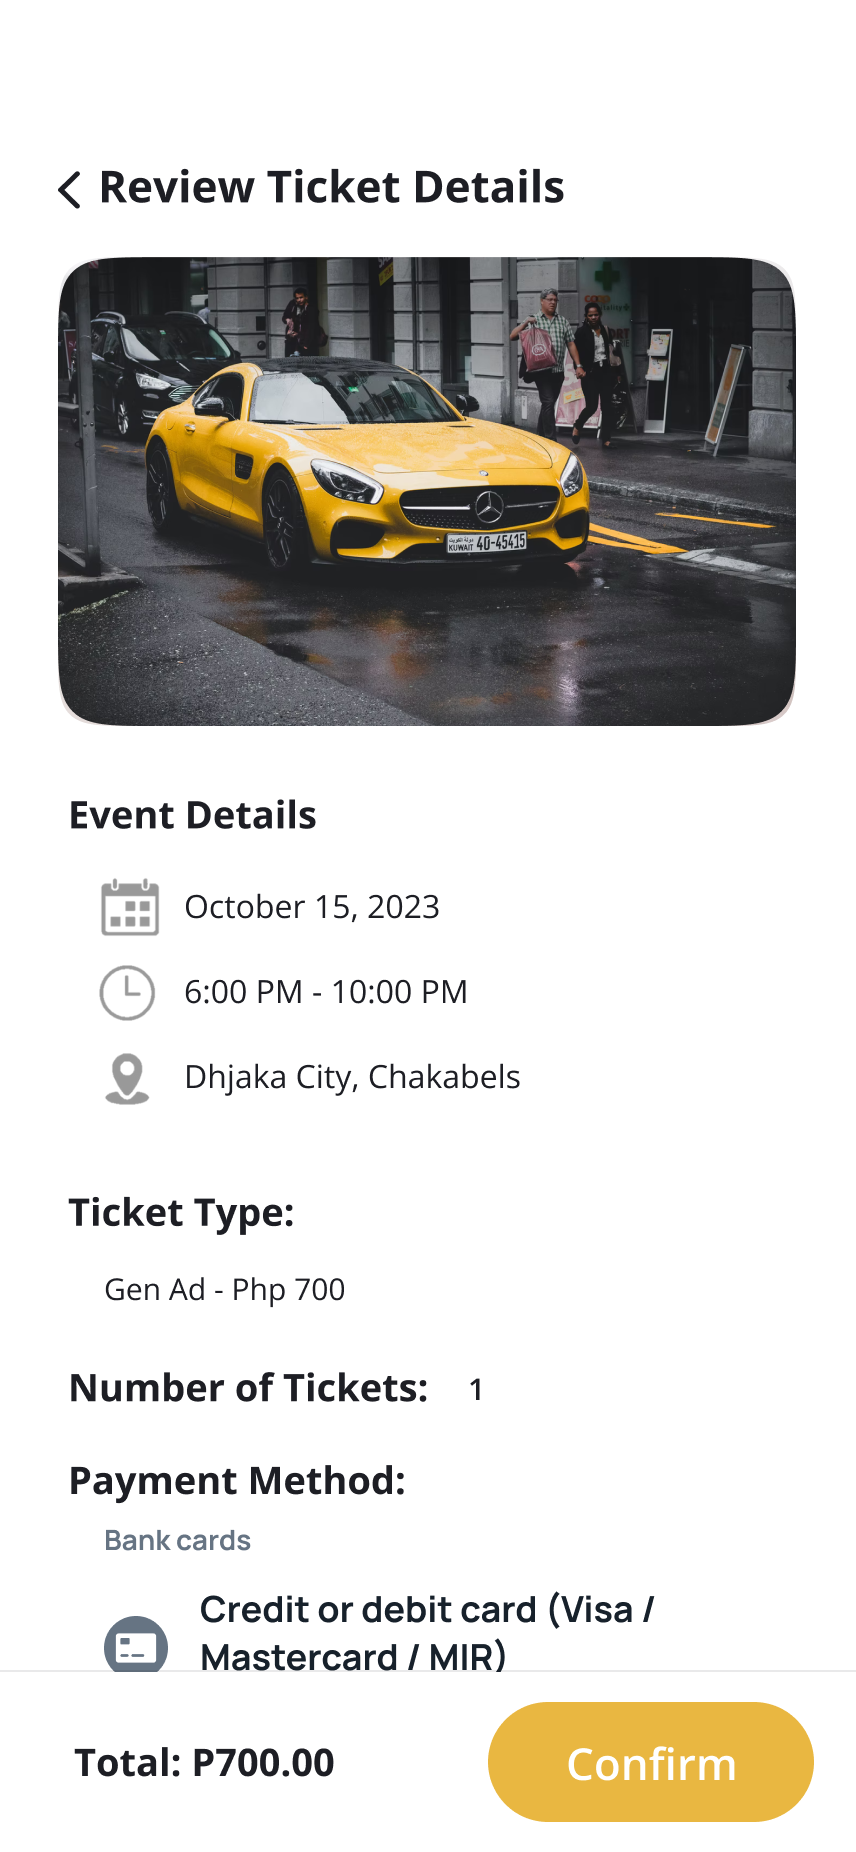 Review Ticket Details
دولة الكويت
KUWAIT 40-45415
Event Details
October 15, 2023
6:00 PM - 10:00 PM
Dhjaka City, Chakabels
Ticket Type:
Gen Ad - Php 700
Number of Tickets: 1
Payment Method:
Bank cards
Credit or debit card (Visa /
Mastercard / MIR)
Total: P700.00
Confirm